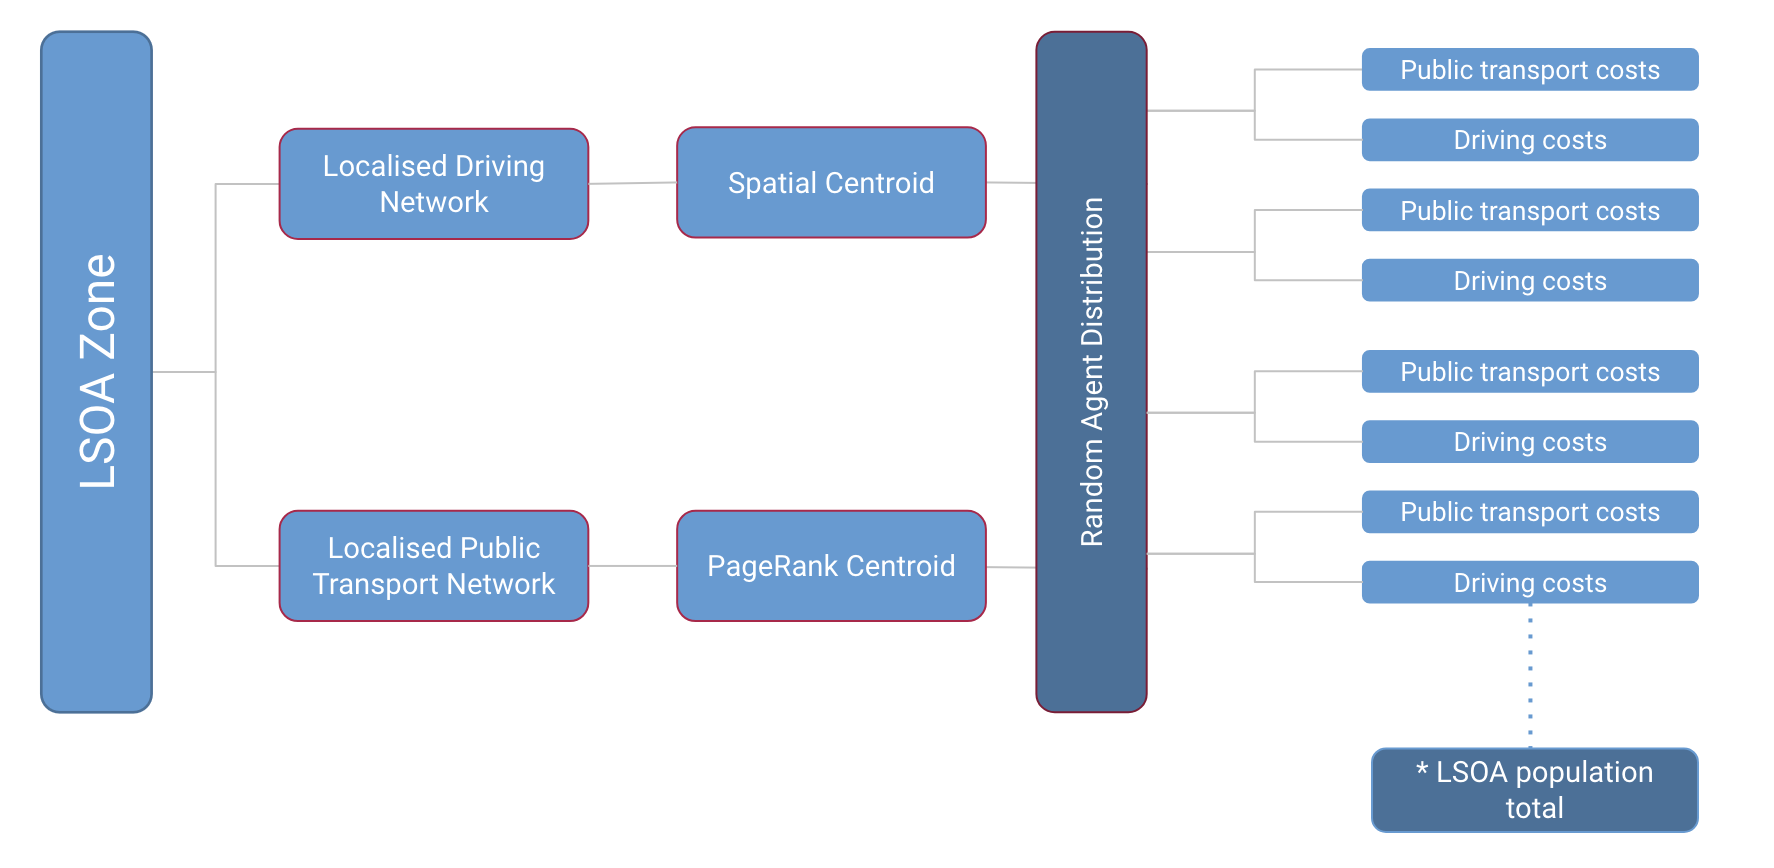 LSOA Zone
Localised Driving
Network
Localised Public
Transport Network
Spatial Centroid
PageRank Centroid
Random Agent Distribution
Public transport costs
Driving costs
Public transport costs
Driving costs
Public transport costs
Driving costs
Public transport costs
Driving costs
* LSOA population
total